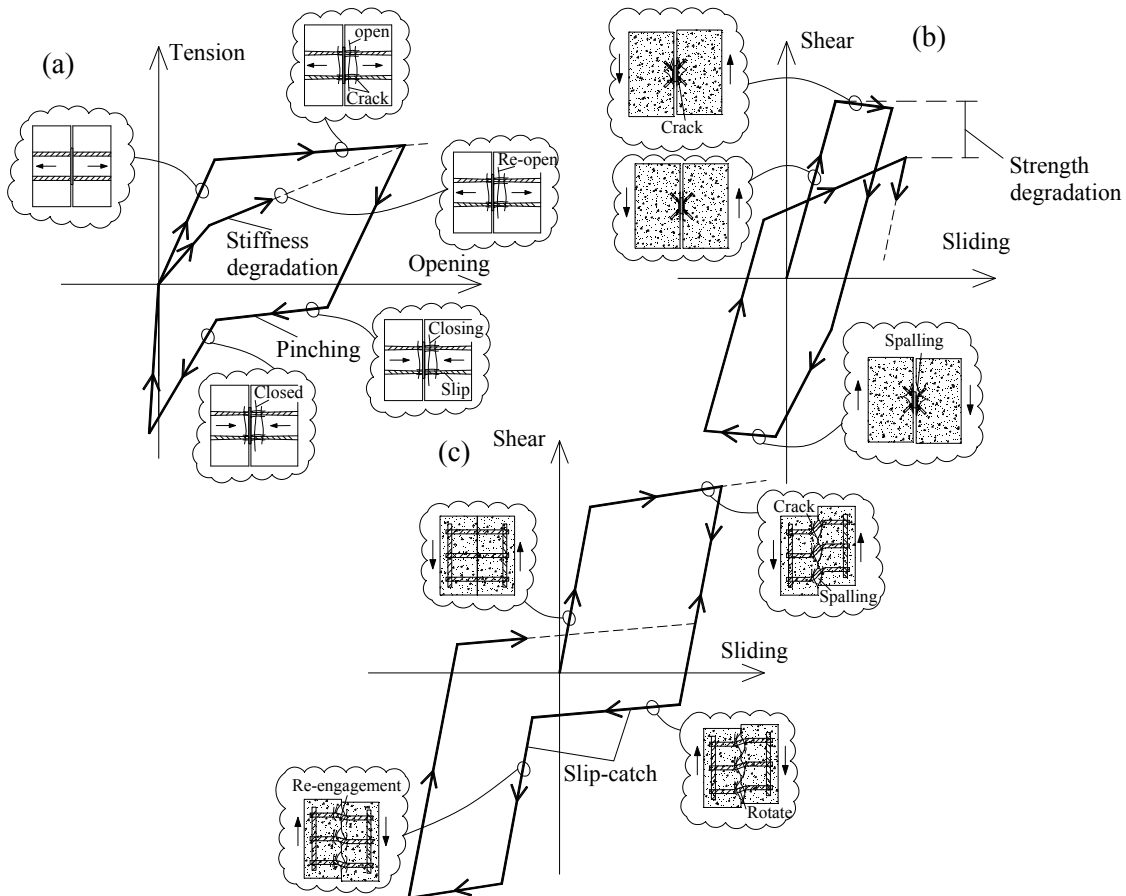 (a)
Tension
open
Crack
Re-open
Stiffness
degradation
Opening
Pinching
Closing
Slip
Closed
(b)
Shear
Crack
Strength
degradation
Sliding
Spalling
(c)
Shear
Crack
Spalling
Sliding
Slip-catch
Rotate
Re-engagement